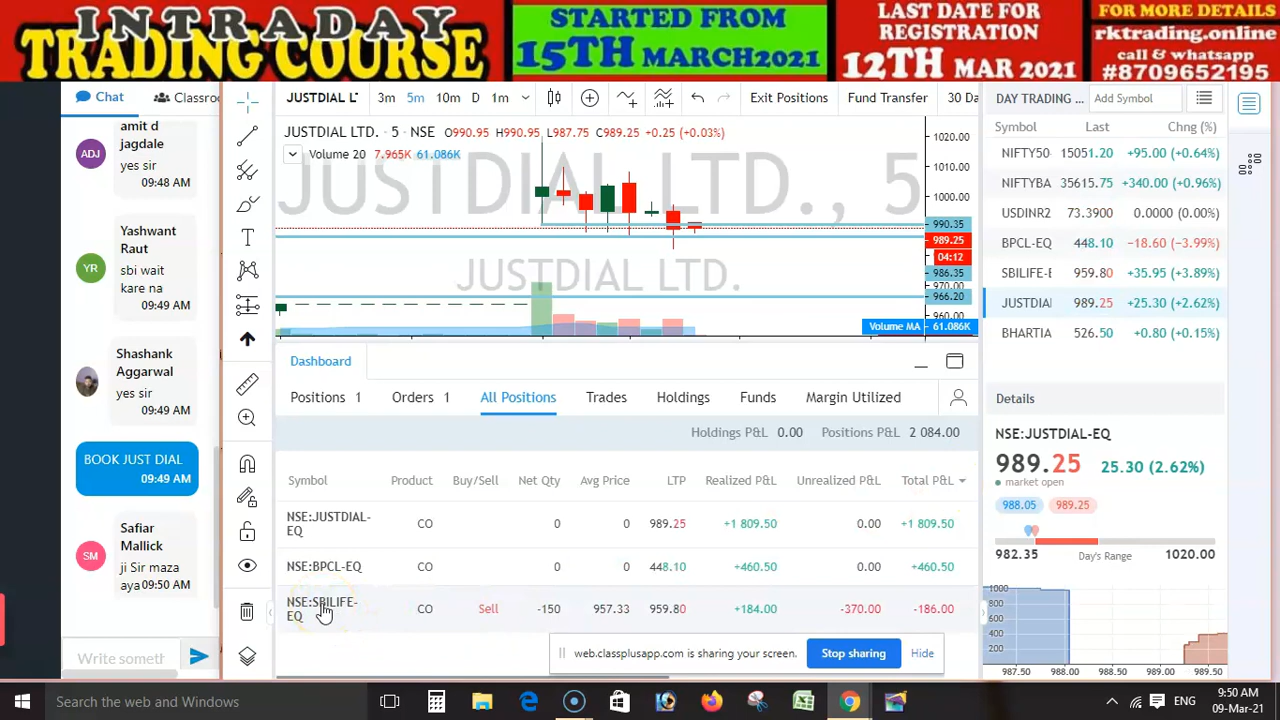 INTRADAY
TRADING COURSE
STARTED FROM
15TH MARCH2021
LAST DATE FOR
REGISTRATION
12TH MAR 2021
FOR MORE DETAILS
rktrading.online
call & whatsapp
#8709652195
Chat
Classroo
amit d
jagdale
yes sir
09:48 AM
ADJ
Yashwant
Raut
sbi wait
kare na
09:49 AM
YR
Shashank
Aggarwal
yes sir
09:49 AM
BOOK JUST DIAL
09:49 AM
Safiar
Mallick
ji Sir maza
aya
09:50 AM
SM
Write someth
JUSTDIAL LT
3m 5m 10m D 1m
Exit Positions
Fund Transfer
30 Da
JUSTDIAL LTD. · 5 · NSE O990.95 H990.95 L987.75 C989.25 +0.25 (+0.03%)
Volume 20 7.965K 61.086K
JUSTDIAL LTD., 5
JUSTDIAL LTD.
1020.00
1010.00
1000.00
990.35
989.25
04:12
986.35
970.00
966.20
960.00
Volume MA 61.086K
Dashboard
Positions 1
Orders 1
All Positions
Trades
Holdings
Funds
Margin Utilized
Holdings P&L 0.00 Positions P&L 2 084.00
Symbol Product Buy/Sell Net Qty Avg Price LTP Realized P&L Unrealized P&L Total P&L
NSE:JUSTDIAL-
EQ
CO 0 0 989.25 +1 809.50 0.00 +1 809.50
NSE:BPCL-EQ CO 0 0 448.10 +460.50 0.00 +460.50
NSE:SBILIFE-
EQ
CO Sell -150 957.33 959.80 +184.00 -370.00 -186.00
web.classplusapp.com is sharing your screen.
Stop sharing
Hide
DAY TRADING ...
Add Symbol
Symbol Last Chng (%)
NIFTY50 15051.20 +95.00 (+0.64%)
NIFTYBA 35615.75 +340.00 (+0.96%)
USDINR2 73.3900 0.0000 (0.00%)
BPCL-EQ 448.10 −18.60 (−3.99%)
SBILIFE-E 959.80 +35.95 (+3.89%)
JUSTDIAI 989.25 +25.30 (+2.62%)
BHARTIA 526.50 +0.80 (+0.15%)
Details
NSE:JUSTDIAL-EQ
989.25 25.30 (2.62%)
market open
988.05 989.25
982.35 Day's Range 1020.00
1000
800
600
400
200
987.50 988.00 988.50 989.00 989.50
Type here to search the web and Windows
ENG
9:50 AM
09-Mar-21